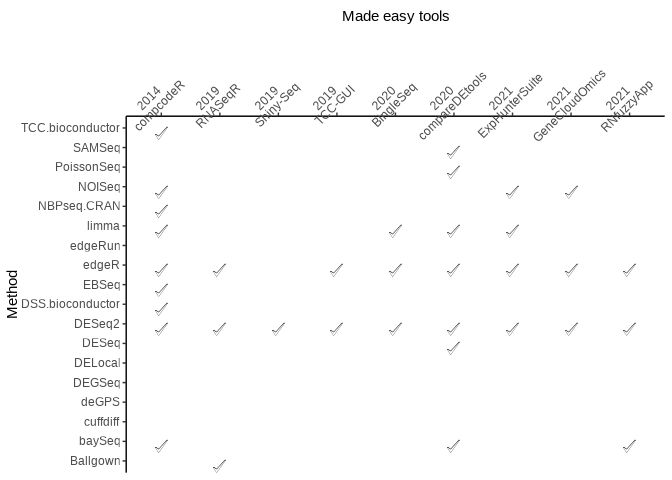 Made easy tools
2014
compcodeR
2019
RNASeqR
2019
Shiny-Seq
2019
TCC-GUI
2020
BingleSeq
2020
compareDEtools
2021
ExpHunterSuite
2021
GeneCloudOmics
2021
RNfuzzyApp
Method
TCC.bioconductor
SAMSeq
PoissonSeq
NOISeq
NBPseq.CRAN
limma
edgeRun
edgeR
EBSeq
DSS.bioconductor
DESeq2
DESeq
DELocal
DEGSeq
deGPS
cuffdiff
baySeq
Ballgown